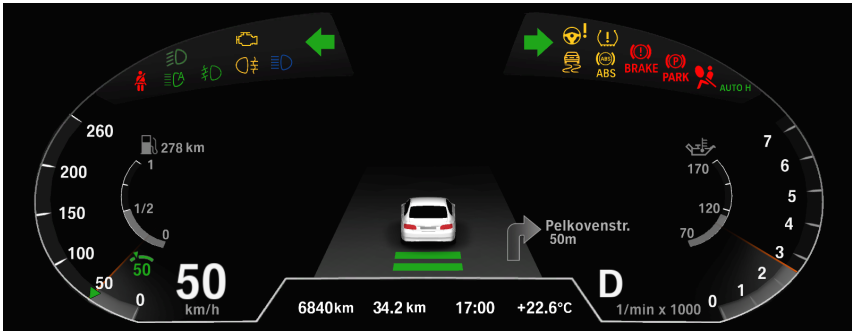 ABS
BRAKE
PARK
AUTO H
260
200
150
100
50
0
278 km
1
1/2
0
50
50
km/h
Pelkovenstr.
50m
170
120
70
7
6
5
4
3
2
1
0
D
1/min x 1000
6840km 34.2 km 17:00 +22.6°C